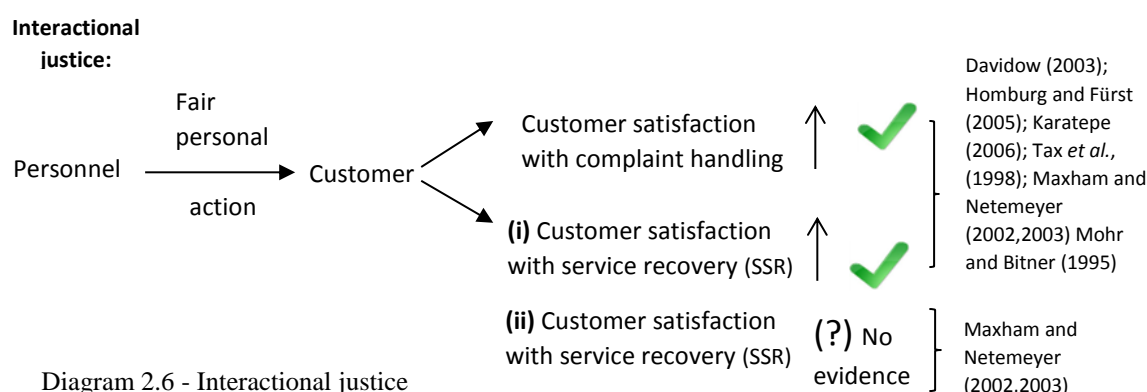 Interactional
justice:
Fair
personal
Personnel
action
Customer
Customer satisfaction
with complaint handling
(i) Customer satisfaction
with service recovery (SSR)
(ii) Customer satisfaction
with service recovery (SSR)
(?) No
evidence
Davidow (2003);
Homburg and Fürst
(2005); Karatepe
(2006); Tax et al.,
(1998); Maxham and
Netemeyer
(2002,2003) Mohr
and Bitner (1995)
Maxham and
Netemeyer
(2002,2003)
Diagram 2.6 - Interactional justice